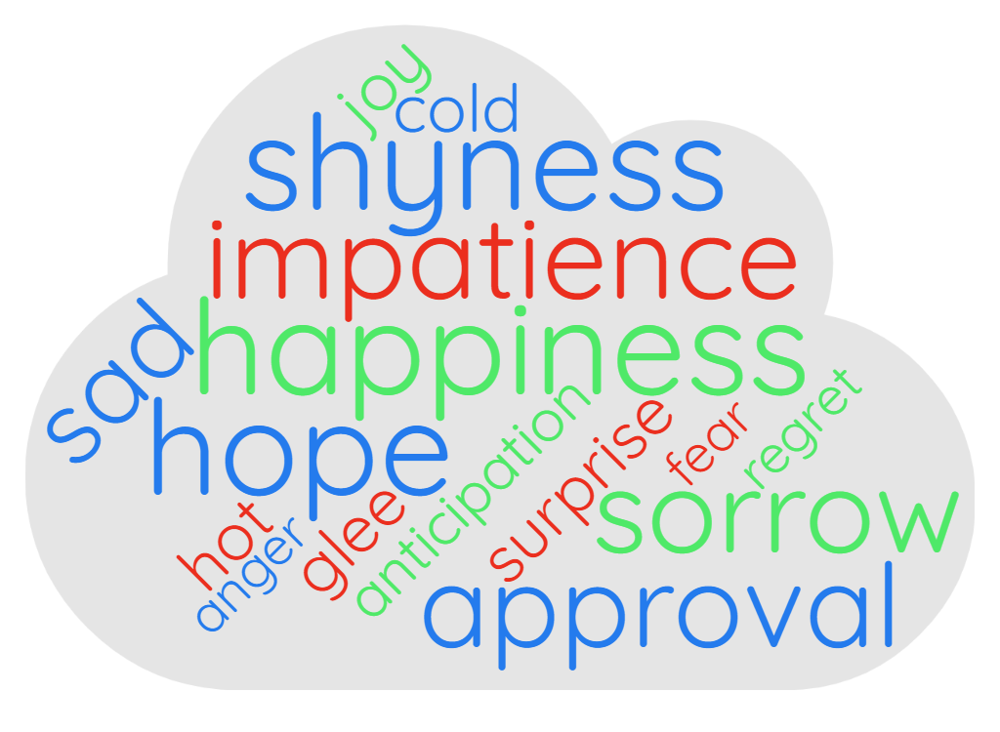 joy
cold
shyness
impatience
happiness
sad
hope
anticipation
surprise
fear
regret
sorrow
hot
anger
glee
approval